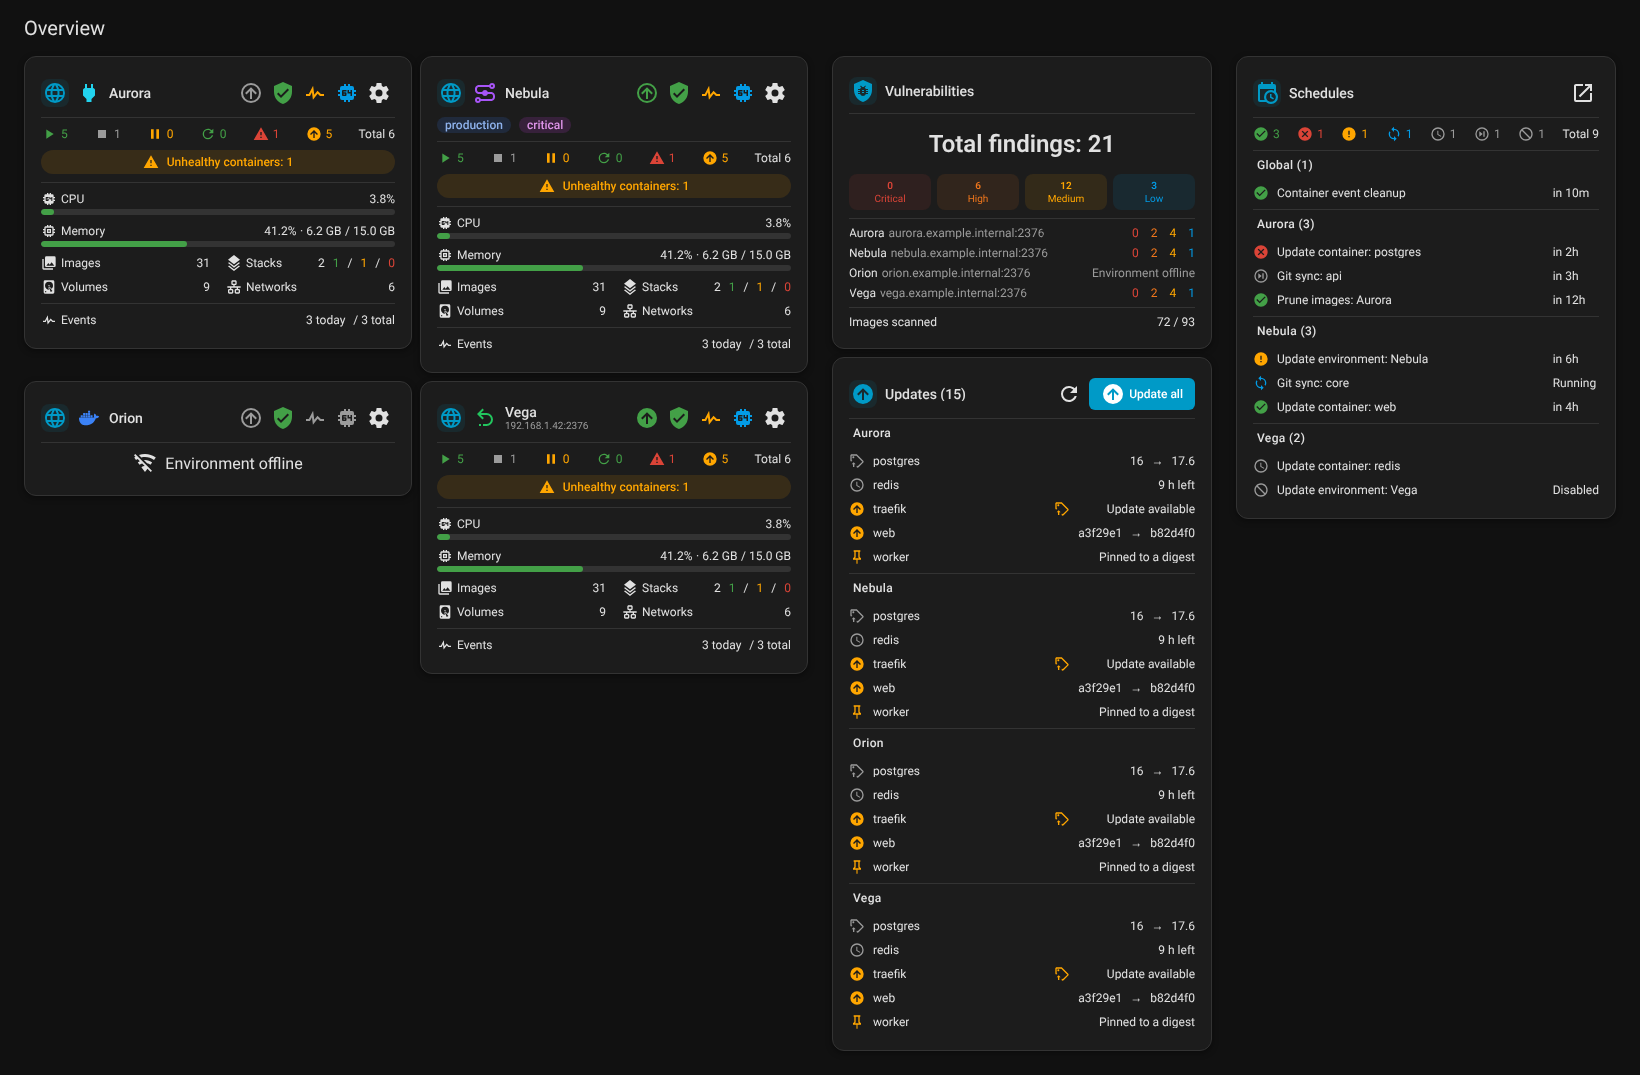 Overview
Aurora
5 1 0 0 1 5 Total 6
Unhealthy containers: 1
CPU 3.8%
Memory 41.2% · 6.2 GB / 15.0 GB
Images 31 Stacks 2 1 / 1 / 0
Volumes 9 Networks 6
Events 3 today / 3 total
Orion
Environment offline
Nebula
production critical
5 1 0 0 1 5 Total 6
Unhealthy containers: 1
CPU 3.8%
Memory 41.2% · 6.2 GB / 15.0 GB
Images 31 Stacks 2 1 / 1 / 0
Volumes 9 Networks 6
Events 3 today / 3 total
Vega
192.168.1.42:2376
5 1 0 0 1 5 Total 6
Unhealthy containers: 1
CPU 3.8%
Memory 41.2% · 6.2 GB / 15.0 GB
Images 31 Stacks 2 1 / 1 / 0
Volumes 9 Networks 6
Events 3 today / 3 total
Vulnerabilities
Total findings: 21
0 6 12 3
Critical High Medium Low
Aurora aurora.example.internal:2376 0 2 4 1
Nebula nebula.example.internal:2376 0 2 4 1
Orion orion.example.internal:2376 Environment offline
Vega vega.example.internal:2376 0 2 4 1
Images scanned 72 / 93
Updates (15) Update all
Aurora
postgres 16 → 17.6
redis 9 h left
traefik Update available
web a3f29e1 → b82d4f0
worker Pinned to a digest
Nebula
postgres 16 → 17.6
redis 9 h left
traefik Update available
web a3f29e1 → b82d4f0
worker Pinned to a digest
Orion
postgres 16 → 17.6
redis 9 h left
traefik Update available
web a3f29e1 → b82d4f0
worker Pinned to a digest
Vega
postgres 16 → 17.6
redis 9 h left
traefik Update available
web a3f29e1 → b82d4f0
worker Pinned to a digest
Schedules
3 1 1 1 1 1 1 Total 9
Global (1)
Container event cleanup in 10m
Aurora (3)
Update container: postgres in 2h
Git sync: api in 3h
Prune images: Aurora in 12h
Nebula (3)
Update environment: Nebula in 6h
Git sync: core Running
Update container: web in 4h
Vega (2)
Update container: redis
Update environment: Vega Disabled